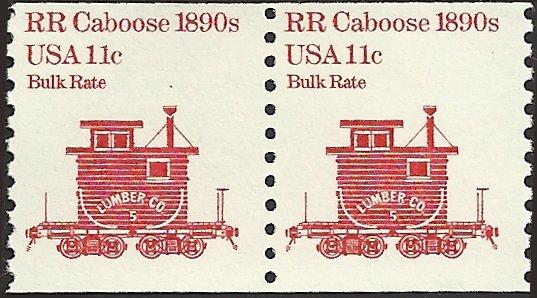 RR Caboose 1890s
USA 11c
Bulk Rate
LUMBER CO
5
RR Caboose 1890s
USA 11c
Bulk Rate
LUMBER CO
5